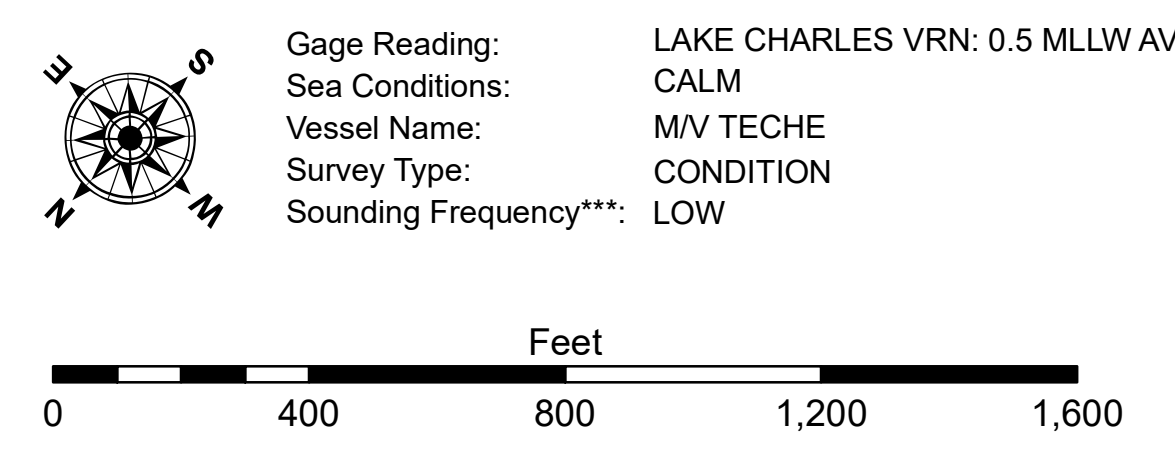 E S
N W
Gage Reading: LAKE CHARLES VRN: 0.5 MLLW AV
Sea Conditions: CALM
Vessel Name: M/V TECHE
Survey Type: CONDITION
Sounding Frequency***: LOW
Feet
0 400 800 1,200 1,600